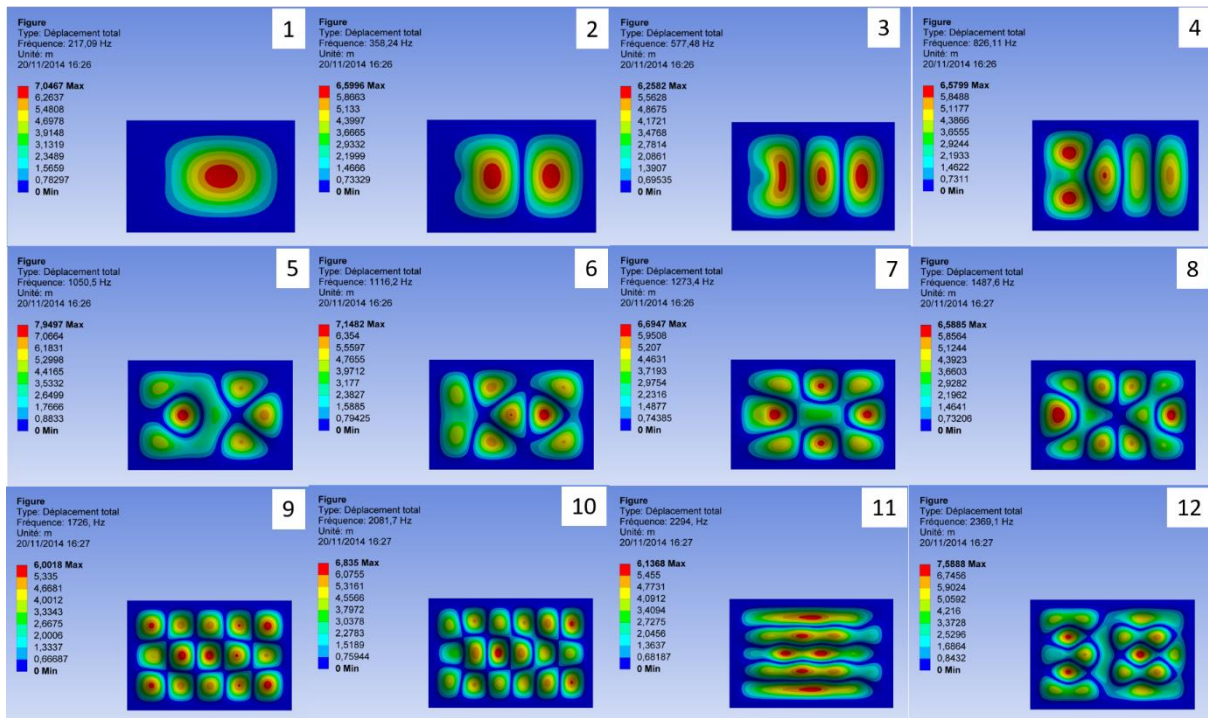 Figure
Type: Déplacement total
Fréquence: 217,09 Hz
Unité: m
20/11/2014 16:26
1
7,0467 Max
6,2637
5,4808
4,6978
3,9148
3,1319
2,3489
1,5659
0,78297
0 Min
Figure
Type: Déplacement total
Fréquence: 358,24 Hz
Unité: m
20/11/2014 16:26
2
6,5996 Max
5,8663
5,133
4,3997
3,6665
2,9332
2,1999
1,4666
0,73329
0 Min
Figure
Type: Déplacement total
Fréquence: 577,48 Hz
Unité: m
20/11/2014 16:26
3
6,2582 Max
5,5628
4,8675
4,1721
3,4768
2,7814
2,0861
1,3907
0,69535
0 Min
Figure
Type: Déplacement total
Fréquence: 826,11 Hz
Unité: m
20/11/2014 16:26
4
6,5799 Max
5,8488
5,1177
4,3866
3,6555
2,9244
2,1933
1,4622
0,7311
0 Min
Figure
Type: Déplacement total
Fréquence: 1050,5 Hz
Unité: m
20/11/2014 16:26
5
7,9497 Max
7,0664
6,1831
5,2998
4,4165
3,5332
2,6499
1,7666
0,8833
0 Min
Figure
Type: Déplacement total
Fréquence: 1116,2 Hz
Unité: m
20/11/2014 16:26
6
7,1482 Max
6,354
5,5597
4,7655
3,9712
3,177
2,3827
1,5885
0,79425
0 Min
Figure
Type: Déplacement total
Fréquence: 1273,4 Hz
Unité: m
20/11/2014 16:26
7
6,6947 Max
5,9508
5,207
4,4631
3,7193
2,9754
2,2316
1,4877
0,74385
0 Min
Figure
Type: Déplacement total
Fréquence: 1487,6 Hz
Unité: m
20/11/2014 16:27
8
6,5885 Max
5,8564
5,1244
4,3923
3,6603
2,9282
2,1962
1,4641
0,73206
0 Min
Figure
Type: Déplacement total
Fréquence: 1726, Hz
Unité: m
20/11/2014 16:27
9
6,0018 Max
5,335
4,6681
4,0012
3,3343
2,6675
2,0006
1,3337
0,66687
0 Min
Figure
Type: Déplacement total
Fréquence: 2081,7 Hz
Unité: m
20/11/2014 16:27
10
6,835 Max
6,0755
5,3161
4,5566
3,7972
3,0378
2,2783
1,5189
0,75944
0 Min
Figure
Type: Déplacement total
Fréquence: 2294, Hz
Unité: m
20/11/2014 16:27
11
6,1368 Max
5,455
4,7731
4,0912
3,4094
2,7275
2,0456
1,3637
0,68187
0 Min
Figure
Type: Déplacement total
Fréquence: 2369,1 Hz
Unité: m
20/11/2014 16:27
12
7,5888 Max
6,7456
5,9024
5,0592
4,216
3,3728
2,5296
1,6864
0,8432
0 Min